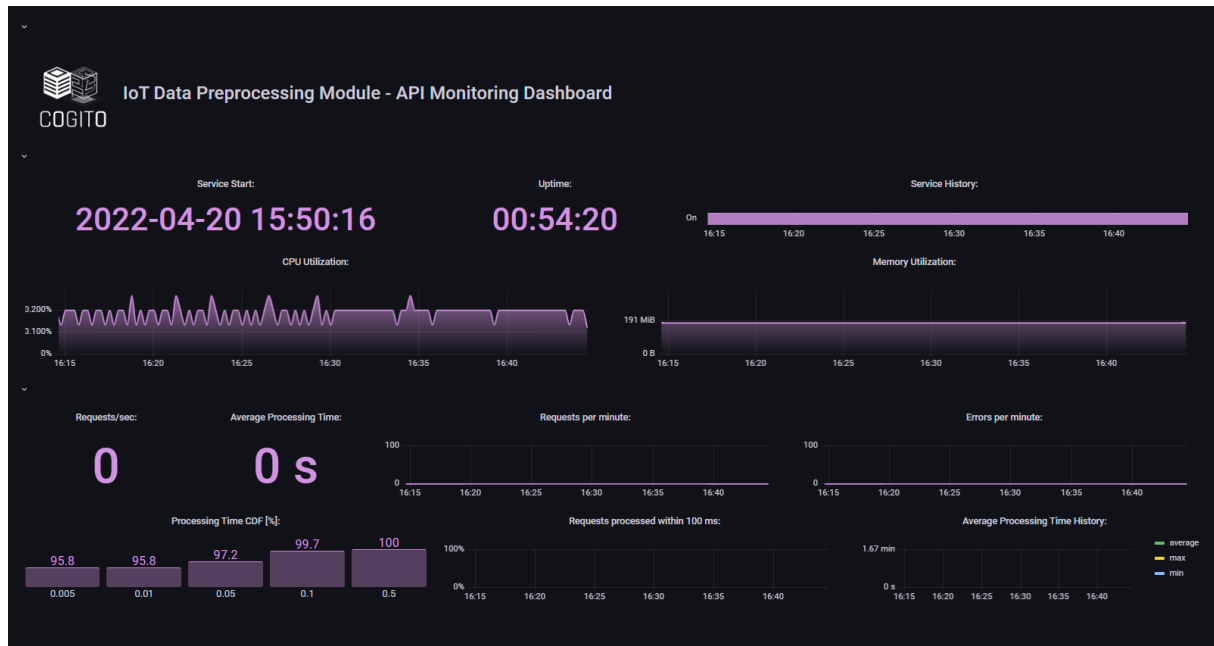 COGITO
IoT Data Preprocessing Module - API Monitoring Dashboard
Service Start:
2022-04-20 15:50:16
Uptime:
00:54:20
Service History:
On
16:15 16:20 16:25 16:30 16:35 16:40
CPU Utilization:
0.200%
0.100%
0%
16:15 16:20 16:25 16:30 16:35 16:40
Memory Utilization:
191 MiB
0 B
16:15 16:20 16:25 16:30 16:35 16:40
Requests/sec:
0
Average Processing Time:
0 s
Requests per minute:
100
0
16:15 16:20 16:25 16:30 16:35 16:40
Errors per minute:
100
0
16:15 16:20 16:25 16:30 16:35 16:40
Processing Time CDF [%]:
95.8 95.8 97.2 99.7 100
0.005 0.01 0.05 0.1 0.5
Requests processed within 100 ms:
100%
0%
16:15 16:20 16:25 16:30 16:35 16:40
Average Processing Time History:
1.67 min
0 s
16:15 16:20 16:25 16:30 16:35 16:40
average
max
min